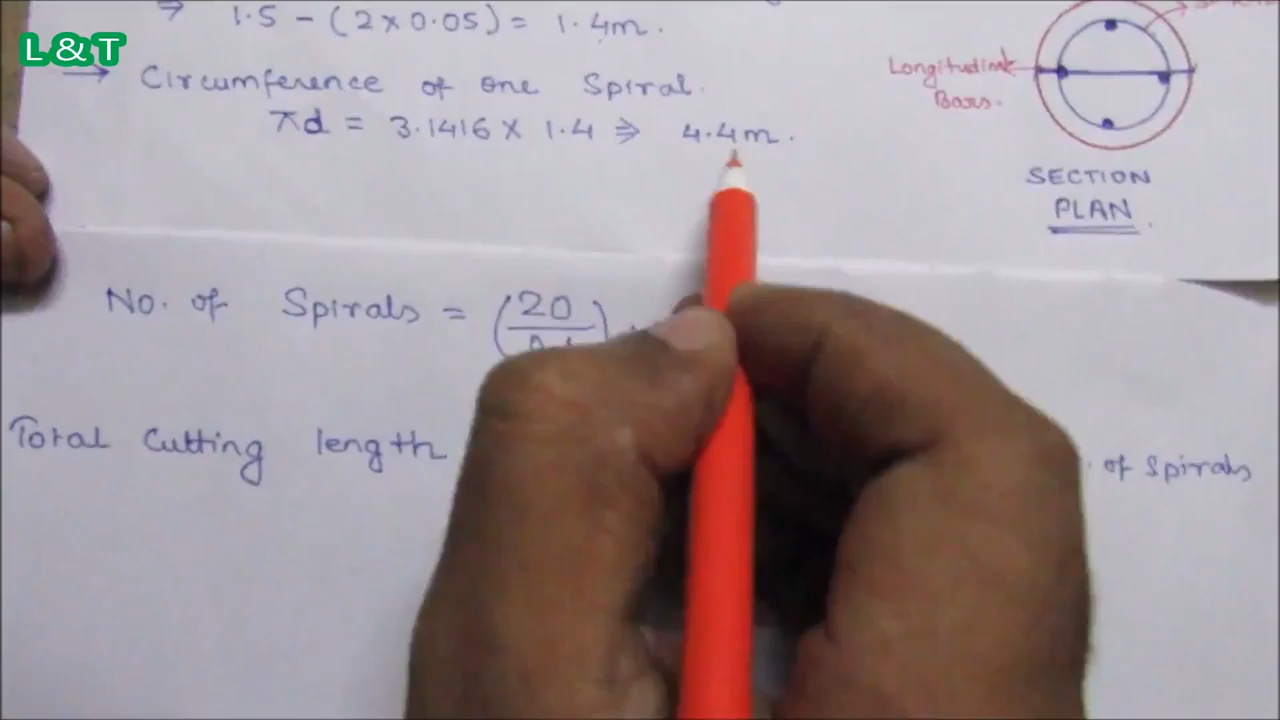 L&T
⇒ 1.5 - (2 x 0.05) = 1.4m.
→ Circumference of one Spiral.
πd = 3.1416 x 1.4 ⇒ 4.4m.
Longitudinal
Bars.
SECTION
PLAN.
No. of Spirals = (20
Total Cutting length
. of Spirals